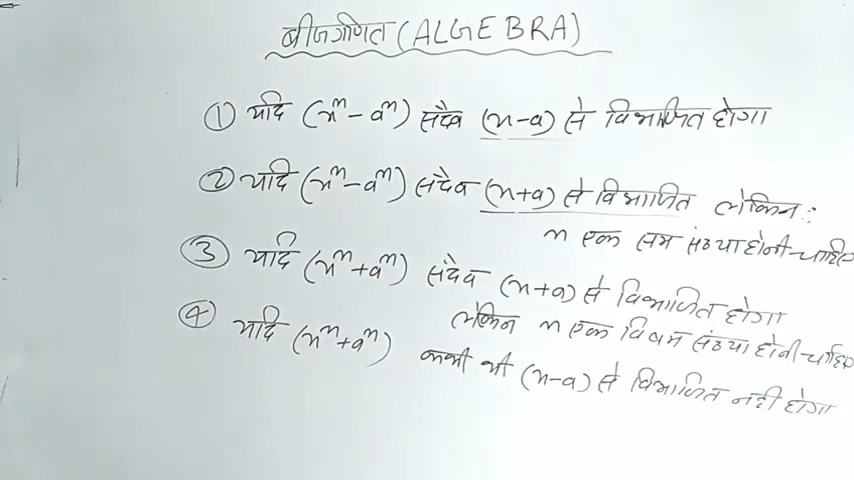 बीजगणित (ALGEBRA)
① यदि (xⁿ - aⁿ) सदैव (x-a) से विभाजित होगा
② यदि (xⁿ - aⁿ) सदैव (x+a) से विभाजित लेकिन :
n एक सम संख्या होनी चाहिए
③ यदि (xⁿ + aⁿ) सदैव (x+a) से विभाजित होगा
लेकिन n एक विषम संख्या होनी चाहिए
④ यदि (xⁿ + aⁿ) कभी भी (x-a) से विभाजित नही होगा